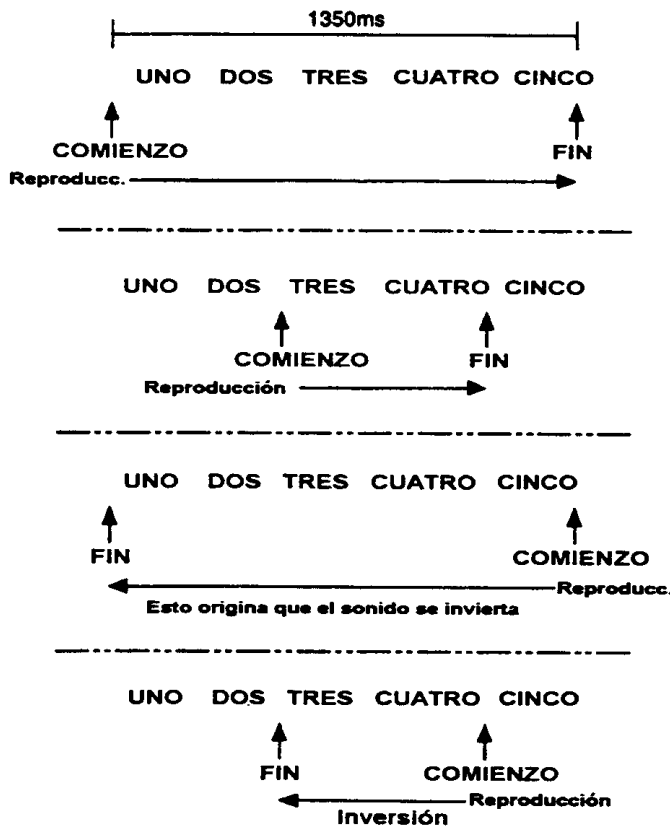 1350ms
UNO DOS TRES CUATRO CINCO
COMIENZO FIN
Reproducc.
UNO DOS TRES CUATRO CINCO
COMIENZO FIN
Reproducción
UNO DOS TRES CUATRO CINCO
FIN COMIENZO
Reproducc.
Esto origina que el sonido se invierta
UNO DOS TRES CUATRO CINCO
FIN COMIENZO
Reproducción
Inversión